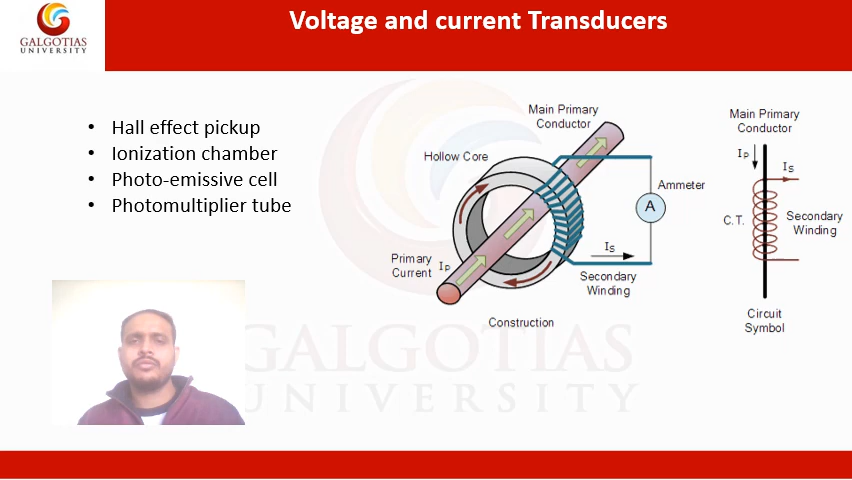 GALGOTIAS
UNIVERSITY
Voltage and current Transducers
• Hall effect pickup
• Ionization chamber
• Photo-emissive cell
• Photomultiplier tube
Main Primary
Conductor
Hollow Core
Ammeter
A
Primary
Current
IP
IS
Secondary
Winding
Construction
Main Primary
Conductor
IP
IS
C.T.
Secondary
Winding
Circuit
Symbol
GALGOTIAS
UNIVERSITY